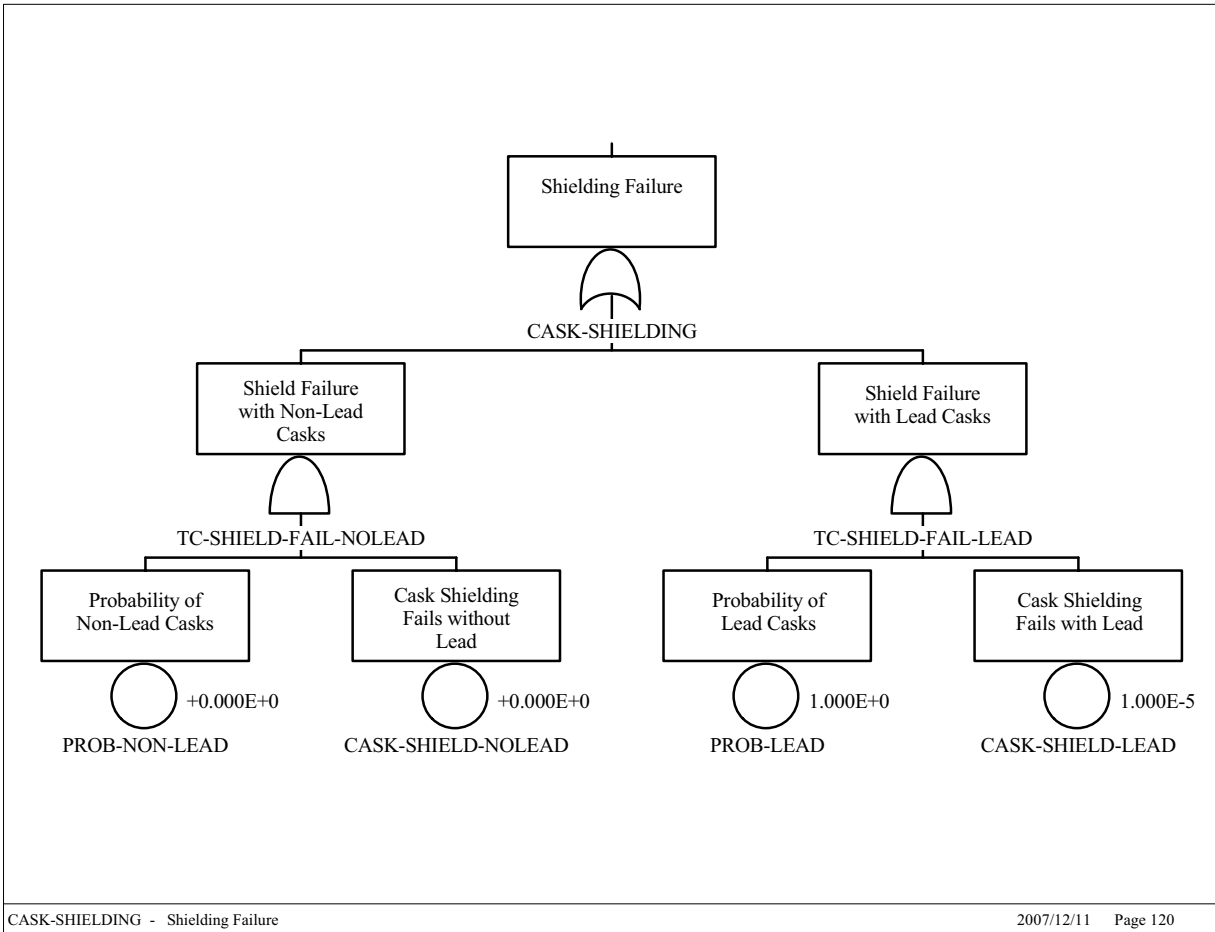 Shielding Failure
CASK-SHIELDING
Shield Failure
with Non-Lead
Casks
Shield Failure
with Lead Casks
TC-SHIELD-FAIL-NOLEAD
TC-SHIELD-FAIL-LEAD
Probability of
Non-Lead Casks
Cask Shielding
Fails without
Lead
Probability of
Lead Casks
Cask Shielding
Fails with Lead
+0.000E+0
+0.000E+0
1.000E+0
1.000E-5
PROB-NON-LEAD
CASK-SHIELD-NOLEAD
PROB-LEAD
CASK-SHIELD-LEAD
CASK-SHIELDING - Shielding Failure
2007/12/11 Page 120